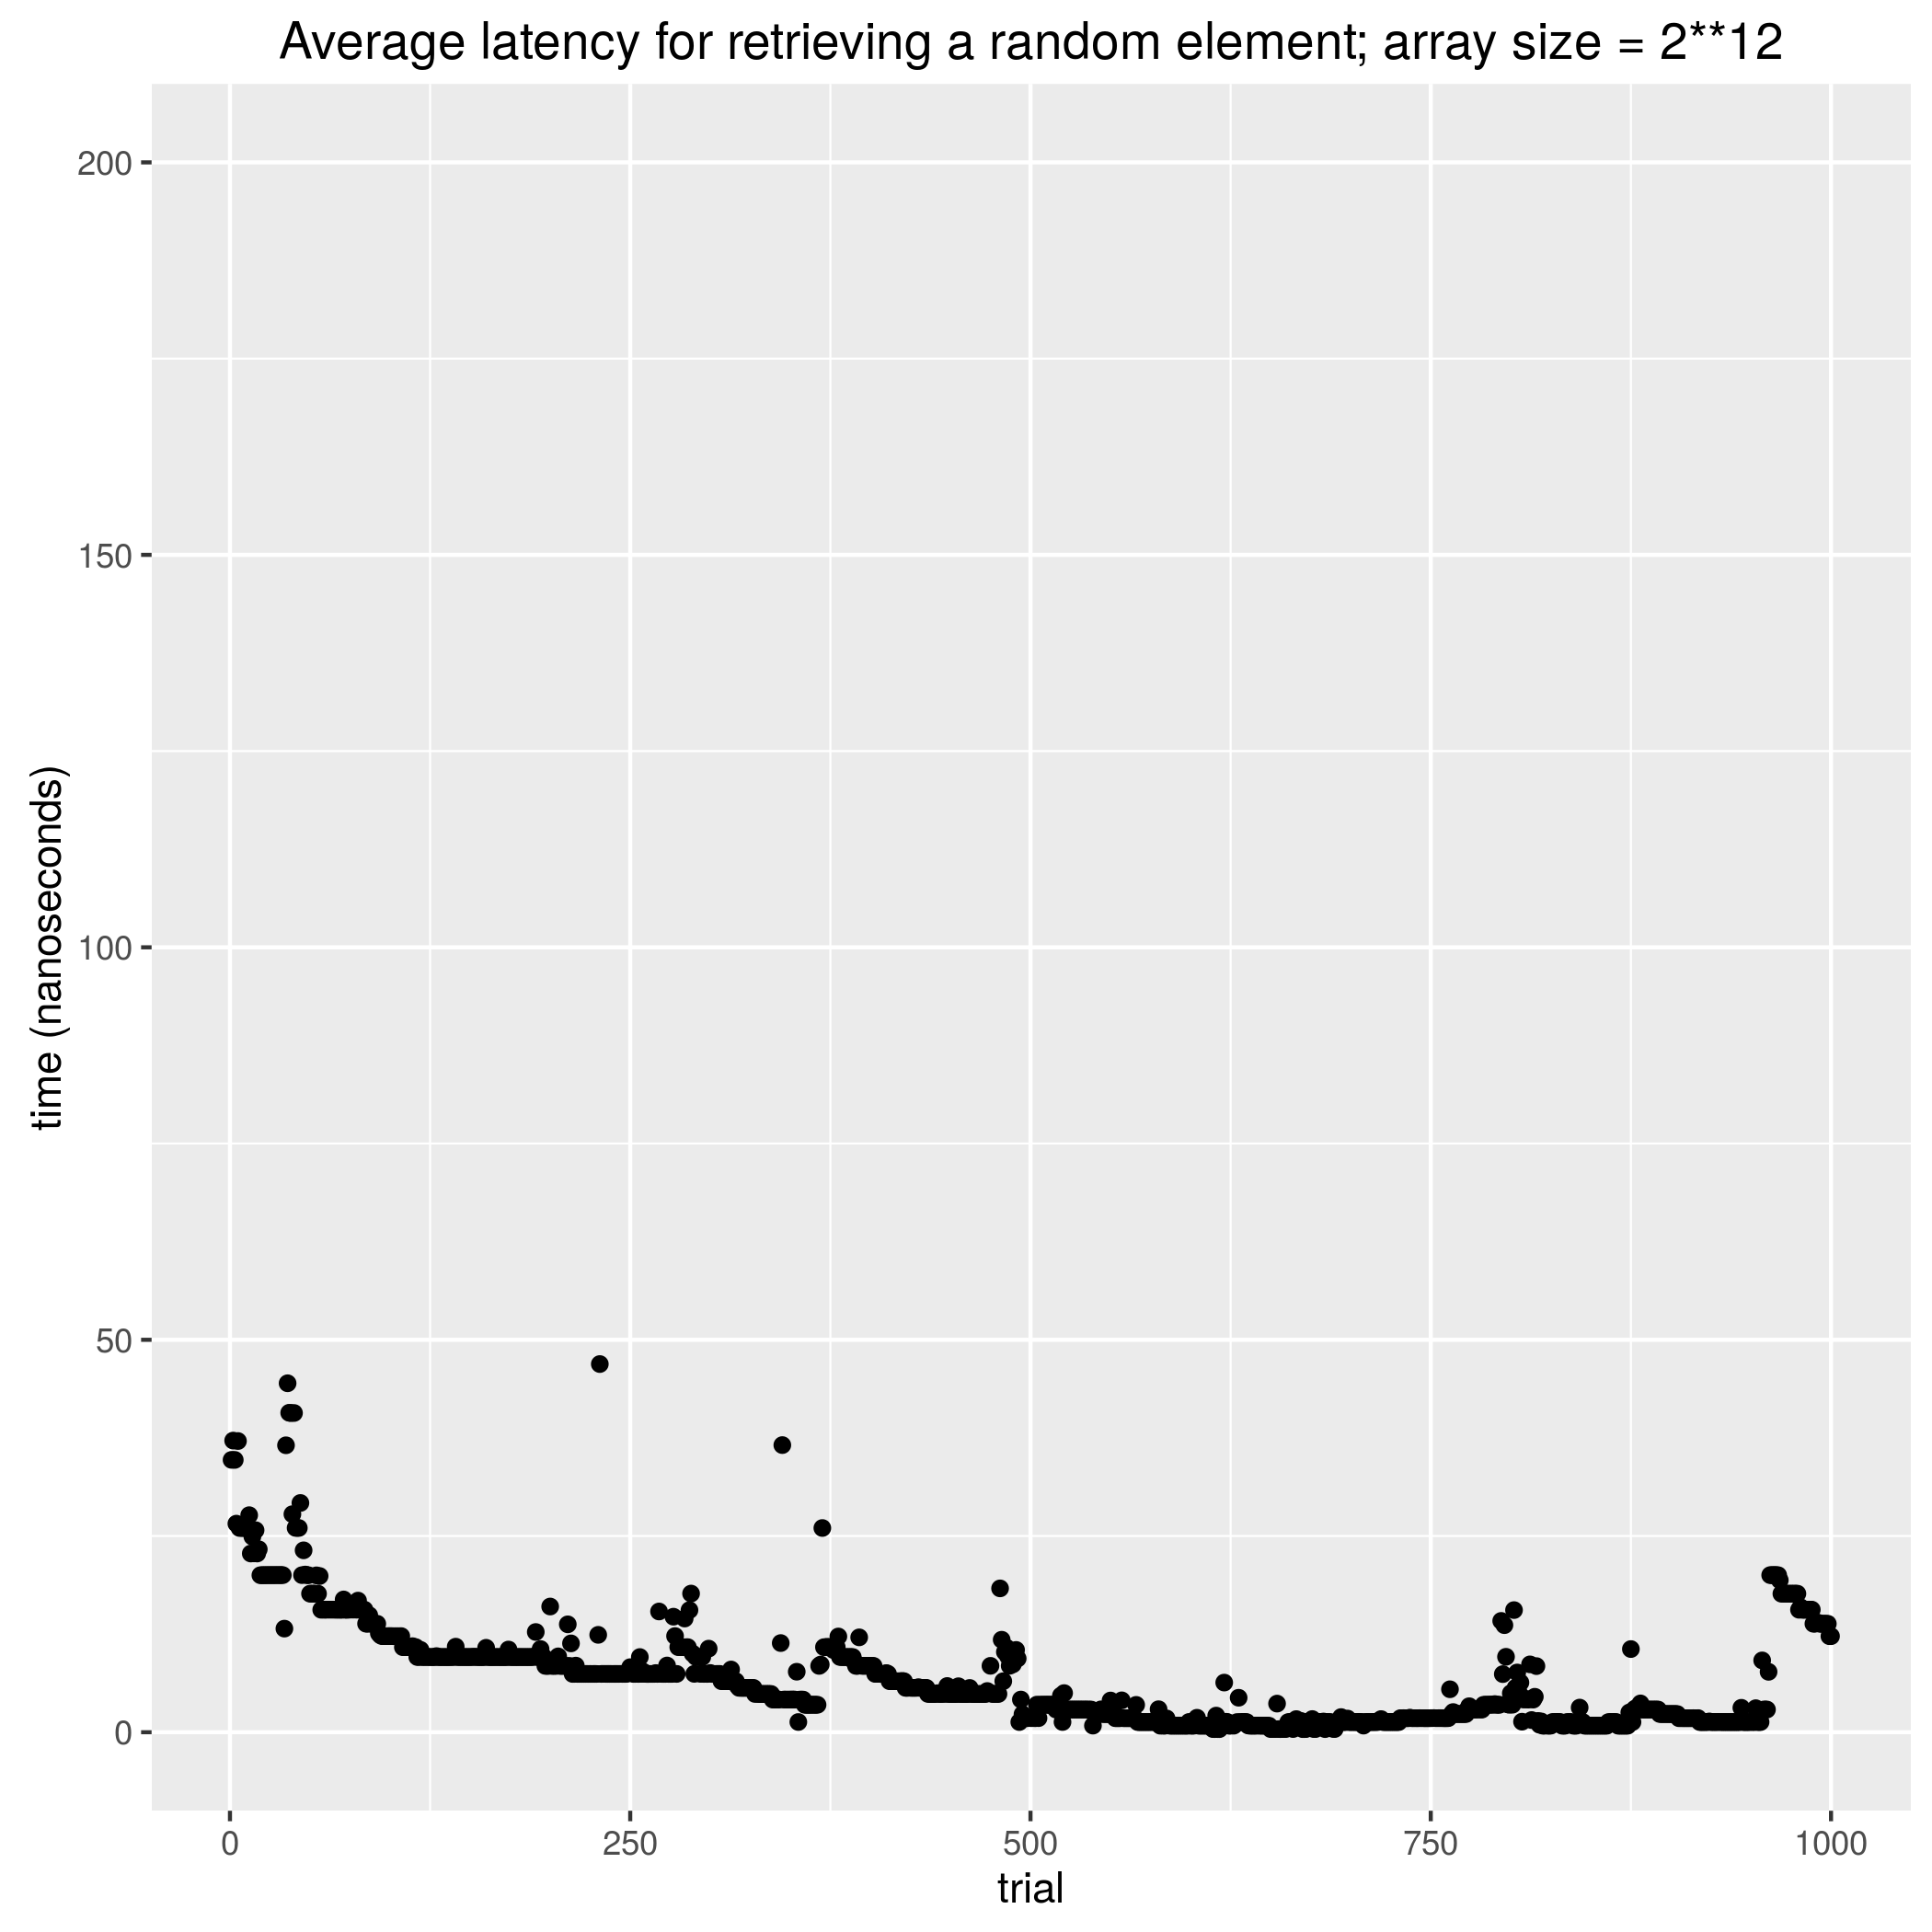 Average latency for retrieving a random element; array size = 2**12
200
150
100
50
0
time (nanoseconds)
0 250 500 750 1000
trial